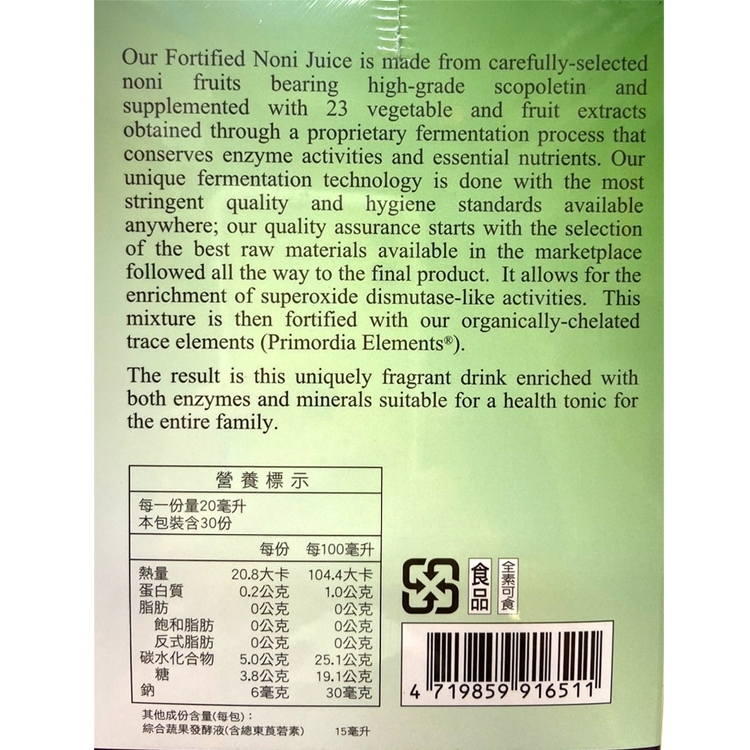 Our Fortified Noni Juice is made from carefully-selected
noni fruits bearing high-grade scopoletin and
supplemented with 23 vegetable and fruit extracts
obtained through a proprietary fermentation process that
conserves enzyme activities and essential nutrients. Our
unique fermentation technology is done with the most
stringent quality and hygiene standards available
anywhere; our quality assurance starts with the selection
of the best raw materials available in the marketplace
followed all the way to the final product. It allows for the
enrichment of superoxide dismutase-like activities. This
mixture is then fortified with our organically-chelated
trace elements (Primordia Elements®).
The result is this uniquely fragrant drink enriched with
both enzymes and minerals suitable for a health tonic for
the entire family.
營養標示
每一份量20毫升
本包裝含30份
每份 每100毫升
熱量 20.8大卡 104.4大卡
蛋白質 0.2公克 1.0公克
脂肪 0公克 0公克
飽和脂肪 0公克 0公克
反式脂肪 0公克 0公克
碳水化合物 5.0公克 25.1公克
糖 3.8公克 19.1公克
鈉 6毫克 30毫克
其他成份含量(每包)：
綜合蔬果發酵液(含總東莨菪素) 15毫升
食品
全素可食
4 719859 916511